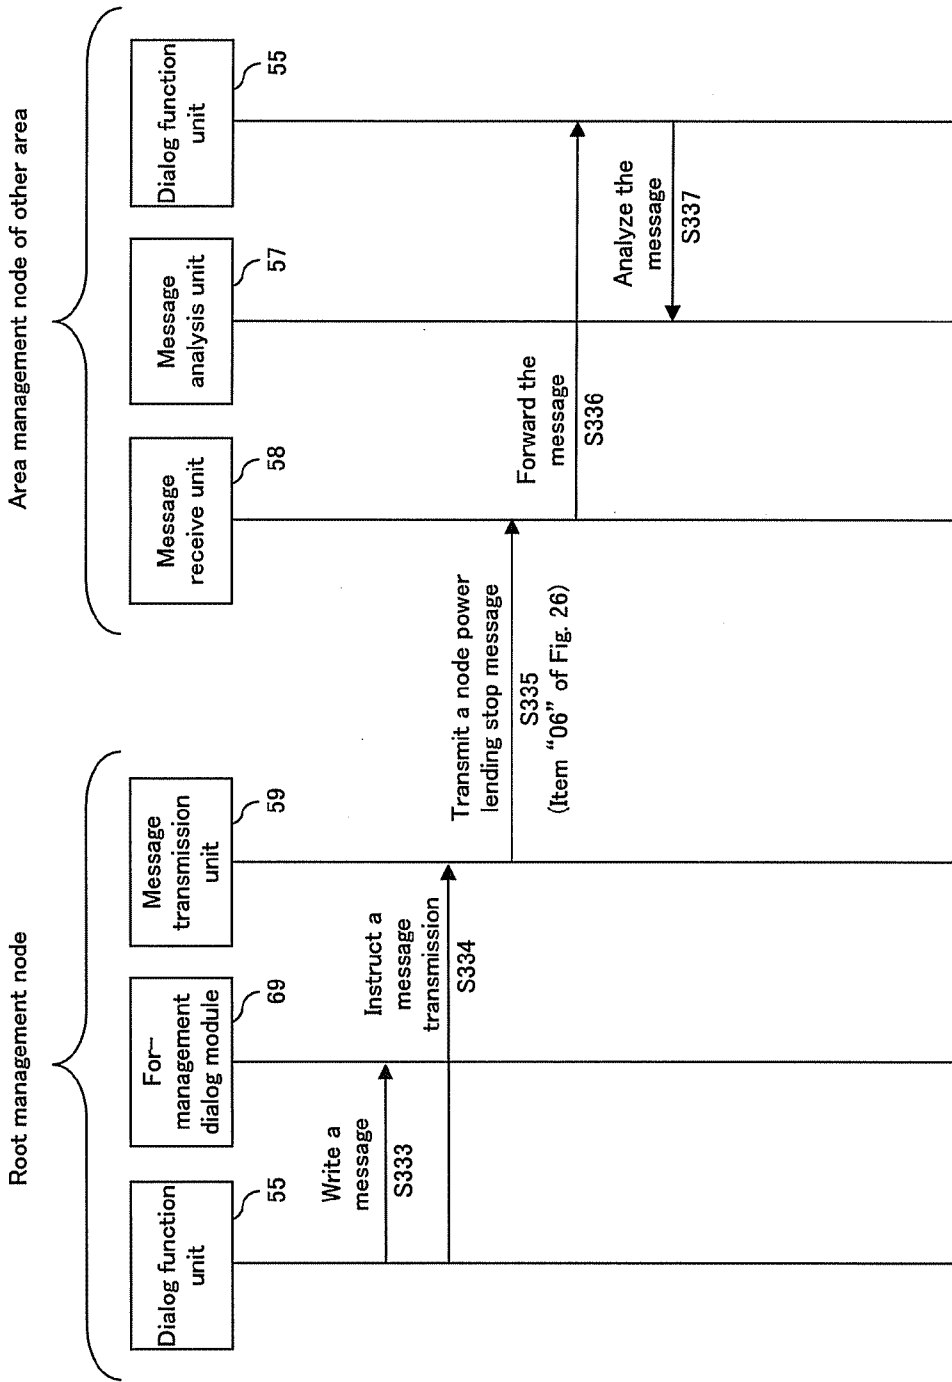 Root management node
Area management node of other area
Dialog function
unit
55
For-
management
dialog module
69
Message
transmission
unit
59
Message
receive unit
58
Message
analysis unit
57
Dialog function
unit
55
Write a
message
S333
Instruct a
message
transmission
S334
Transmit a node power
lending stop message
S335
(Item “06” of Fig. 26)
Forward the
message
S336
Analyze the
message
S337